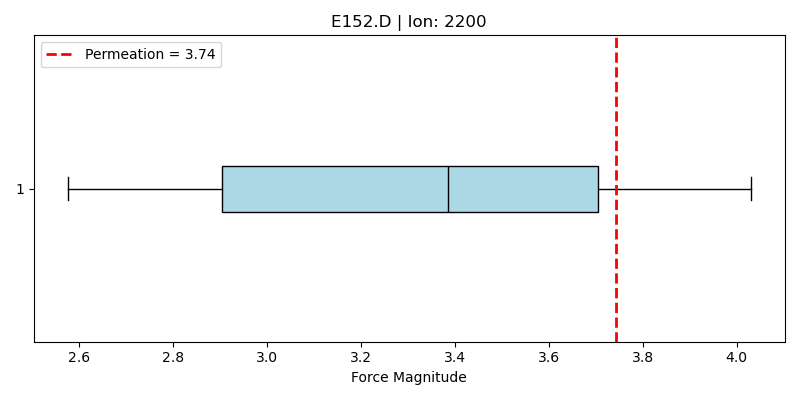 E152.D | Ion: 2200
Permeation = 3.74
1
2.6 2.8 3.0 3.2 3.4 3.6 3.8 4.0
Force Magnitude